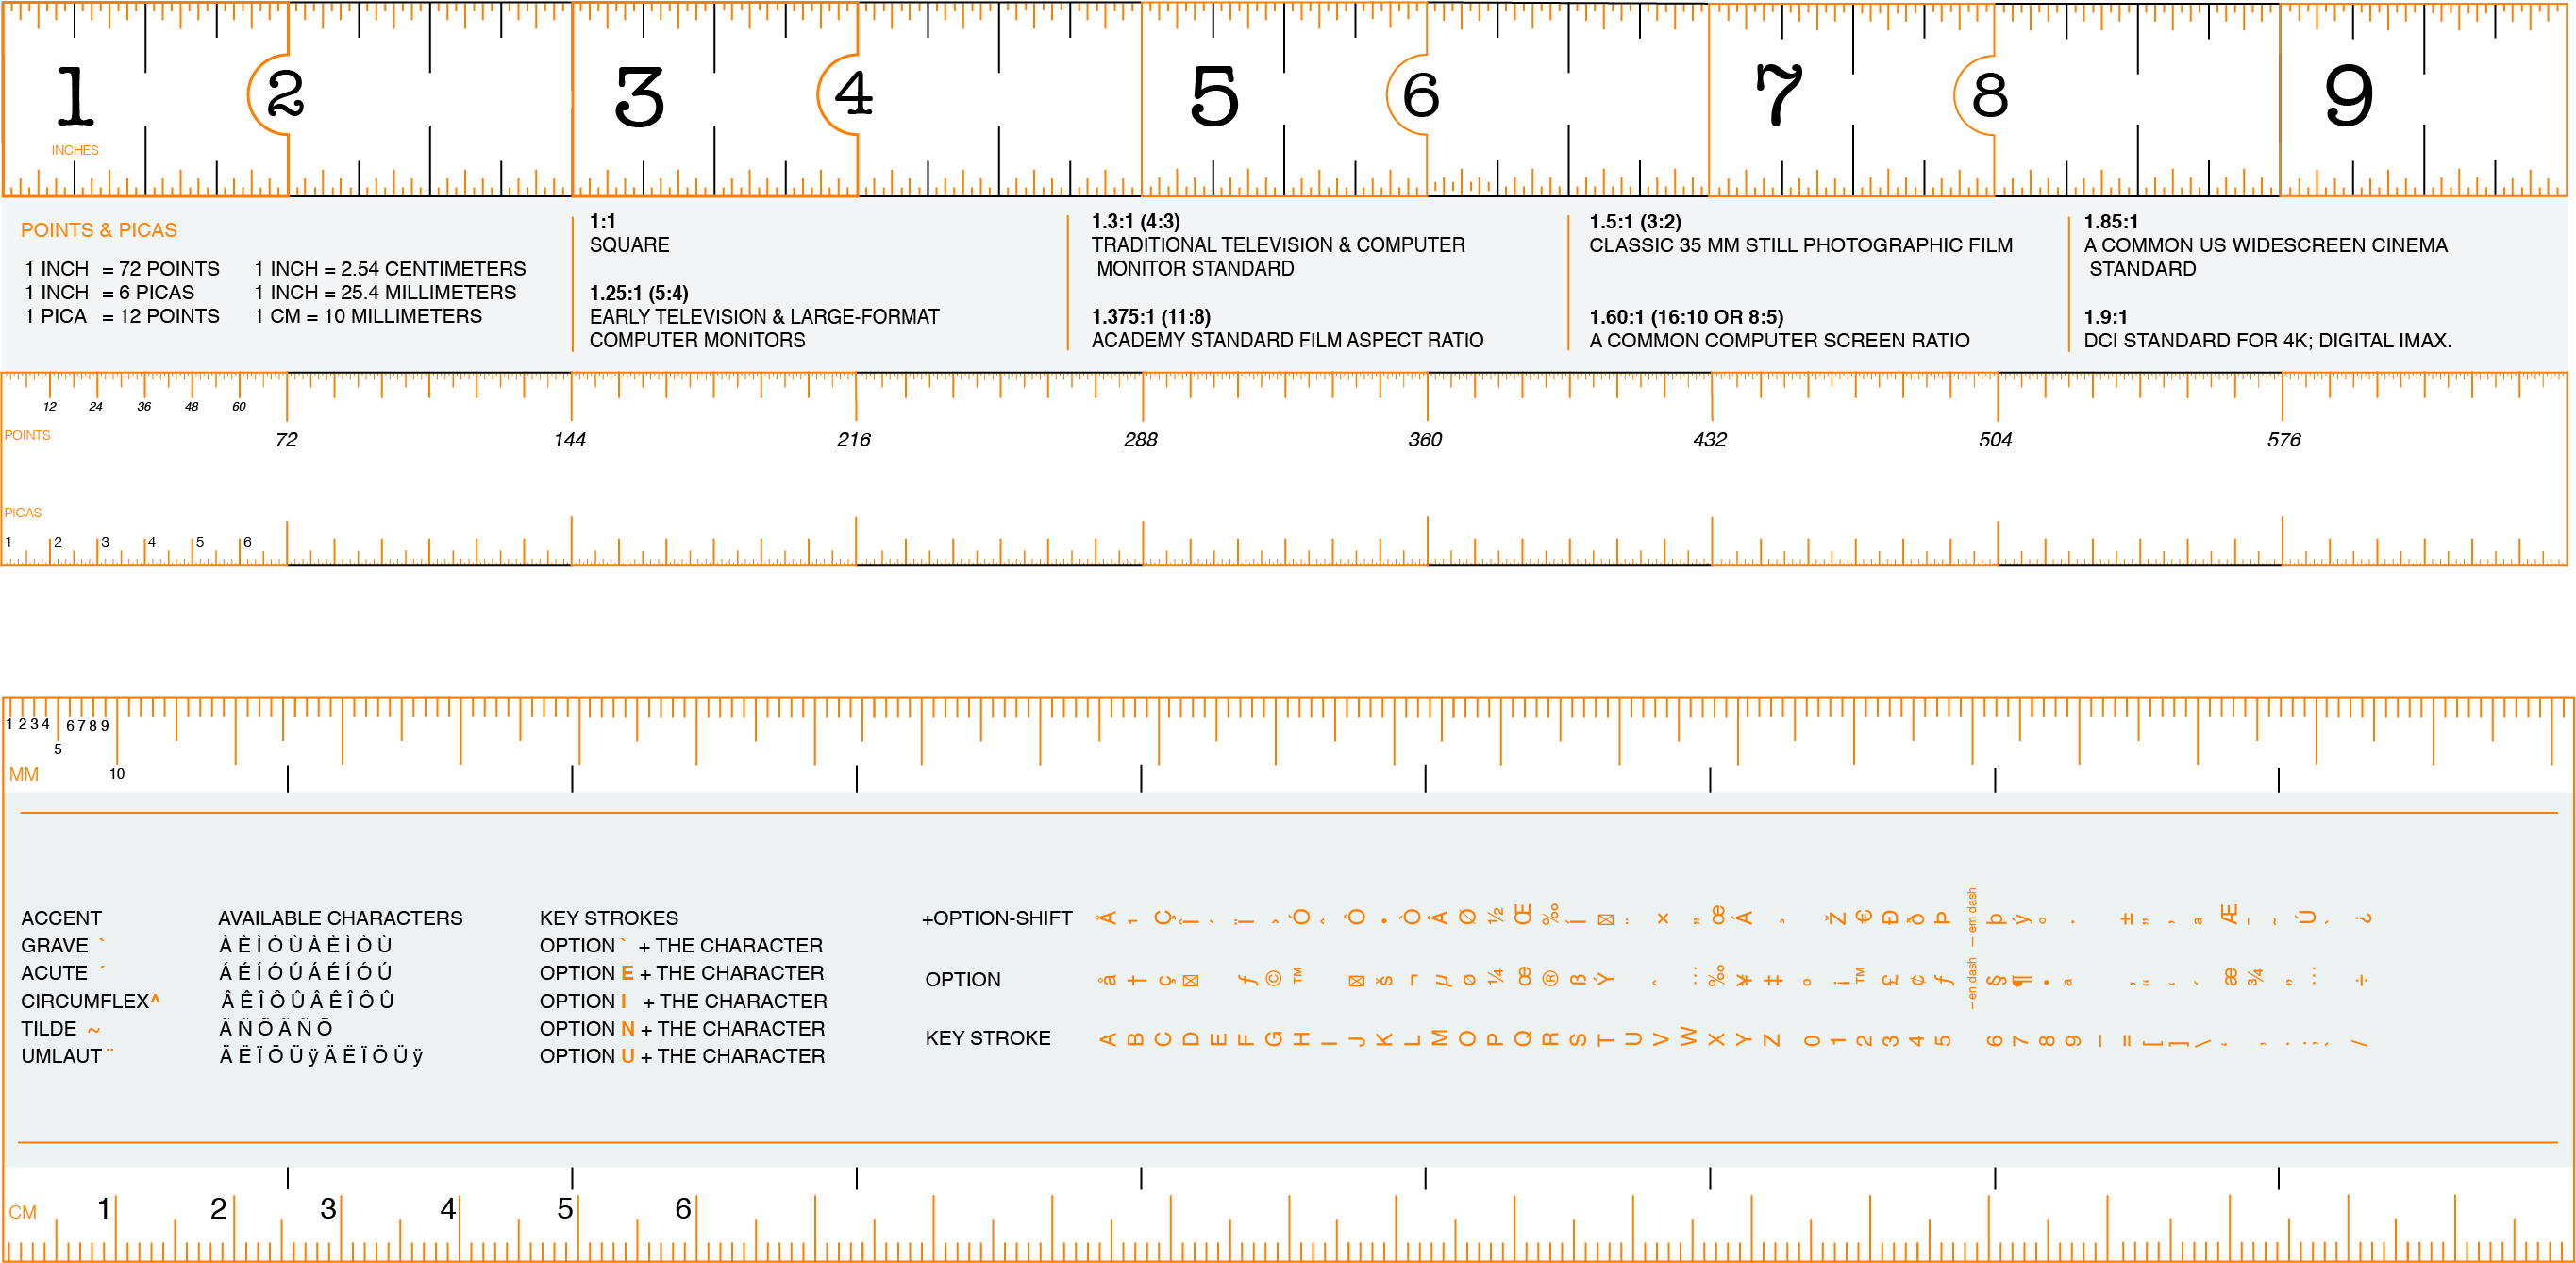 1 2 3 4 5 6 7 8 9
INCHES
POINTS & PICAS
1 INCH = 72 POINTS 1 INCH = 2.54 CENTIMETERS
1 INCH = 6 PICAS 1 INCH = 25.4 MILLIMETERS
1 PICA = 12 POINTS 1 CM = 10 MILLIMETERS
1:1
SQUARE
1.25:1 (5:4)
EARLY TELEVISION & LARGE-FORMAT
COMPUTER MONITORS
1.3:1 (4:3)
TRADITIONAL TELEVISION & COMPUTER
MONITOR STANDARD
1.375:1 (11:8)
ACADEMY STANDARD FILM ASPECT RATIO
1.5:1 (3:2)
CLASSIC 35 MM STILL PHOTOGRAPHIC FILM
1.60:1 (16:10 OR 8:5)
A COMMON COMPUTER SCREEN RATIO
1.85:1
A COMMON US WIDESCREEN CINEMA
STANDARD
1.9:1
DCI STANDARD FOR 4K; DIGITAL IMAX.
12 24 36 48 60
POINTS
72 144 216 288 360 432 504 576
PICAS
1 2 3 4 5 6
1 2 3 4 6 7 8 9
5
MM 10
ACCENT AVAILABLE CHARACTERS KEY STROKES
GRAVE ` À È Ì Ò Ù À È Ì Ò Ù OPTION ` + THE CHARACTER
ACUTE ´ Á É Í Ó Ú Á É Í Ó Ú OPTION E + THE CHARACTER
CIRCUMFLEX^ Â Ê Î Ô Û Â Ê Î Ô Û OPTION I + THE CHARACTER
TILDE ~ Ã Ñ Õ Ã Ñ Õ OPTION N + THE CHARACTER
UMLAUT ¨ Ä Ë Ï Ö Ü ÿ Ä Ë Ï Ö Ü ÿ OPTION U + THE CHARACTER
+OPTION-SHIFT Å Ç Î Ï Ó Ô • Ò Â Ø ½ Œ ‰ Í × „ œ Á Ž € Ð ð Þ – em dash þ ý ° · ± Æ Ú ¿
OPTION å † ç ƒ © ™ š ¬ µ ø ¼ œ ® ß Ý … ‰ ¥ ‡ º ¡ ™ £ ¢ ƒ – en dash § ¶ • ª æ ¾ … ÷
KEY STROKE A B C D E F G H I J K L M O P Q R S T U V W X Y Z 0 1 2 3 4 5 6 7 8 9 – = [ ] \ /
CM 1 2 3 4 5 6